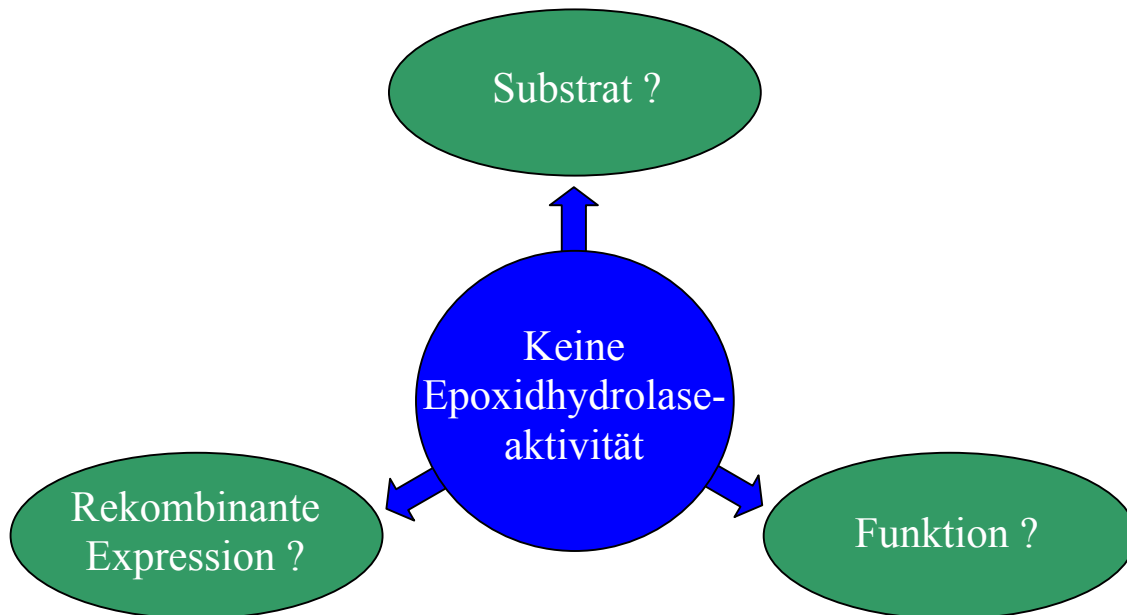 Substrat ?
Keine
Epoxidhydrolase-
aktivität
Rekombinante
Expression ?
Funktion ?